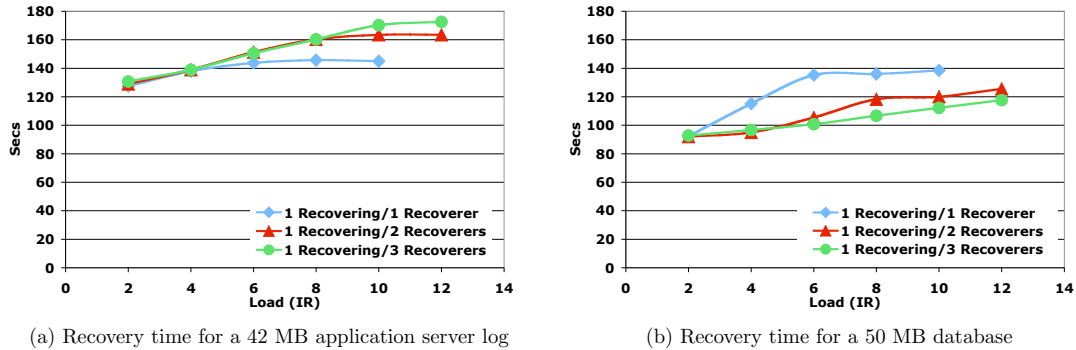 180
160
140
120
100
80
60
40
20
0
Secs
1 Recovering/1 Recoverer
1 Recovering/2 Recoverers
1 Recovering/3 Recoverers
0 2 4 6 8 10 12 14
Load (IR)
(a) Recovery time for a 42 MB application server log
180
160
140
120
100
80
60
40
20
0
Secs
1 Recovering/1 Recoverer
1 Recovering/2 Recoverers
1 Recovering/3 Recoverers
0 2 4 6 8 10 12 14
Load (IR)
(b) Recovery time for a 50 MB database